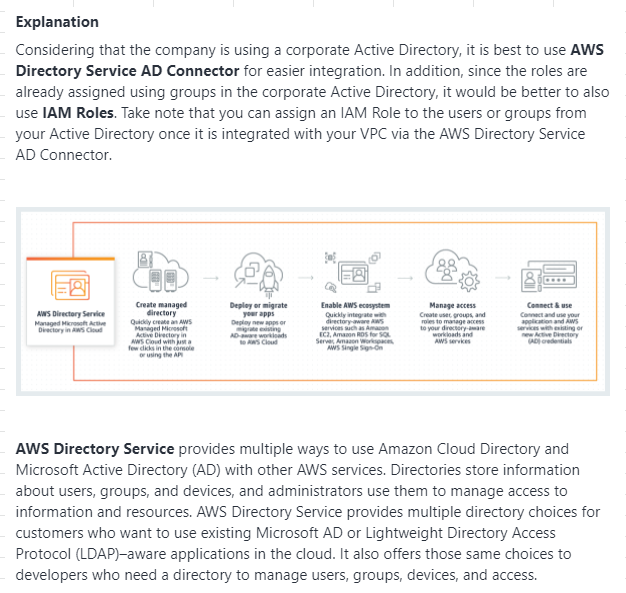 Explanation
Considering that the company is using a corporate Active Directory, it is best to use AWS
Directory Service AD Connector for easier integration. In addition, since the roles are
already assigned using groups in the corporate Active Directory, it would be better to also
use IAM Roles. Take note that you can assign an IAM Role to the users or groups from
your Active Directory once it is integrated with your VPC via the AWS Directory Service
AD Connector.
AWS Directory Service
Managed Microsoft Active
Directory in AWS Cloud
Create managed
directory
Quickly create an AWS
Managed Microsoft
Active Directory in
AWS Cloud with just a
few clicks in the console
or using the API
Deploy or migrate
your apps
Deploy new apps or
migrate existing
AD-aware workloads
to AWS Cloud
Enable AWS ecosystem
Quickly integrate with
directory-aware AWS
services such as Amazon
EC2, Amazon RDS for SQL
Server, Amazon Workspaces,
AWS Single Sign-On
Manage access
Create user, groups, and
roles to manage access
to your directory-aware
workloads and
AWS services
Connect & use
Connect and use your
application and AWS
services with existing or
new Active Directory
(AD) credentials
AWS Directory Service provides multiple ways to use Amazon Cloud Directory and
Microsoft Active Directory (AD) with other AWS services. Directories store information
about users, groups, and devices, and administrators use them to manage access to
information and resources. AWS Directory Service provides multiple directory choices for
customers who want to use existing Microsoft AD or Lightweight Directory Access
Protocol (LDAP)–aware applications in the cloud. It also offers those same choices to
developers who need a directory to manage users, groups, devices, and access.